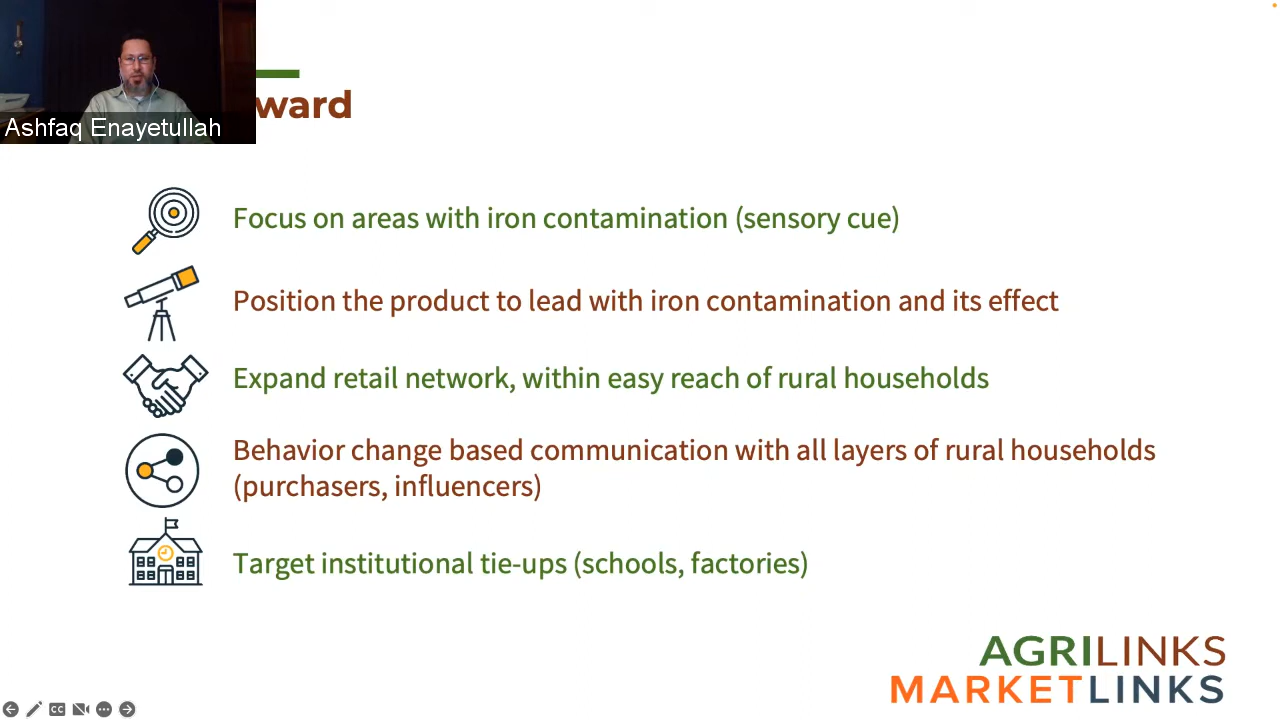 Ashfaq Enayetullah
ward
Focus on areas with iron contamination (sensory cue)
Position the product to lead with iron contamination and its effect
Expand retail network, within easy reach of rural households
Behavior change based communication with all layers of rural households
(purchasers, influencers)
Target institutional tie-ups (schools, factories)
AGRILINKS
MARKETLINKS
CC